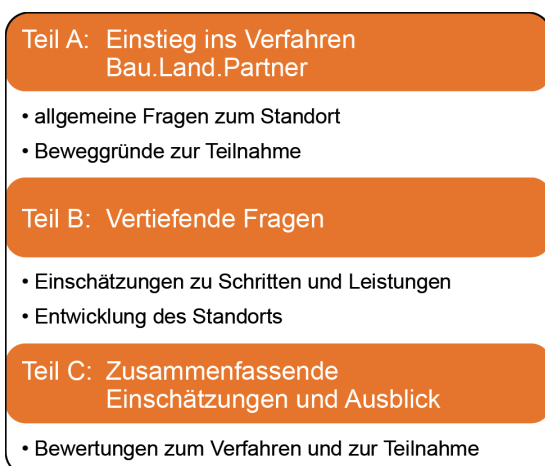 Teil A: Einstieg ins Verfahren
Bau.Land.Partner
• allgemeine Fragen zum Standort
• Beweggründe zur Teilnahme
Teil B: Vertiefende Fragen
• Einschätzungen zu Schritten und Leistungen
• Entwicklung des Standorts
Teil C: Zusammenfassende
Einschätzungen und Ausblick
• Bewertungen zum Verfahren und zur Teilnahme